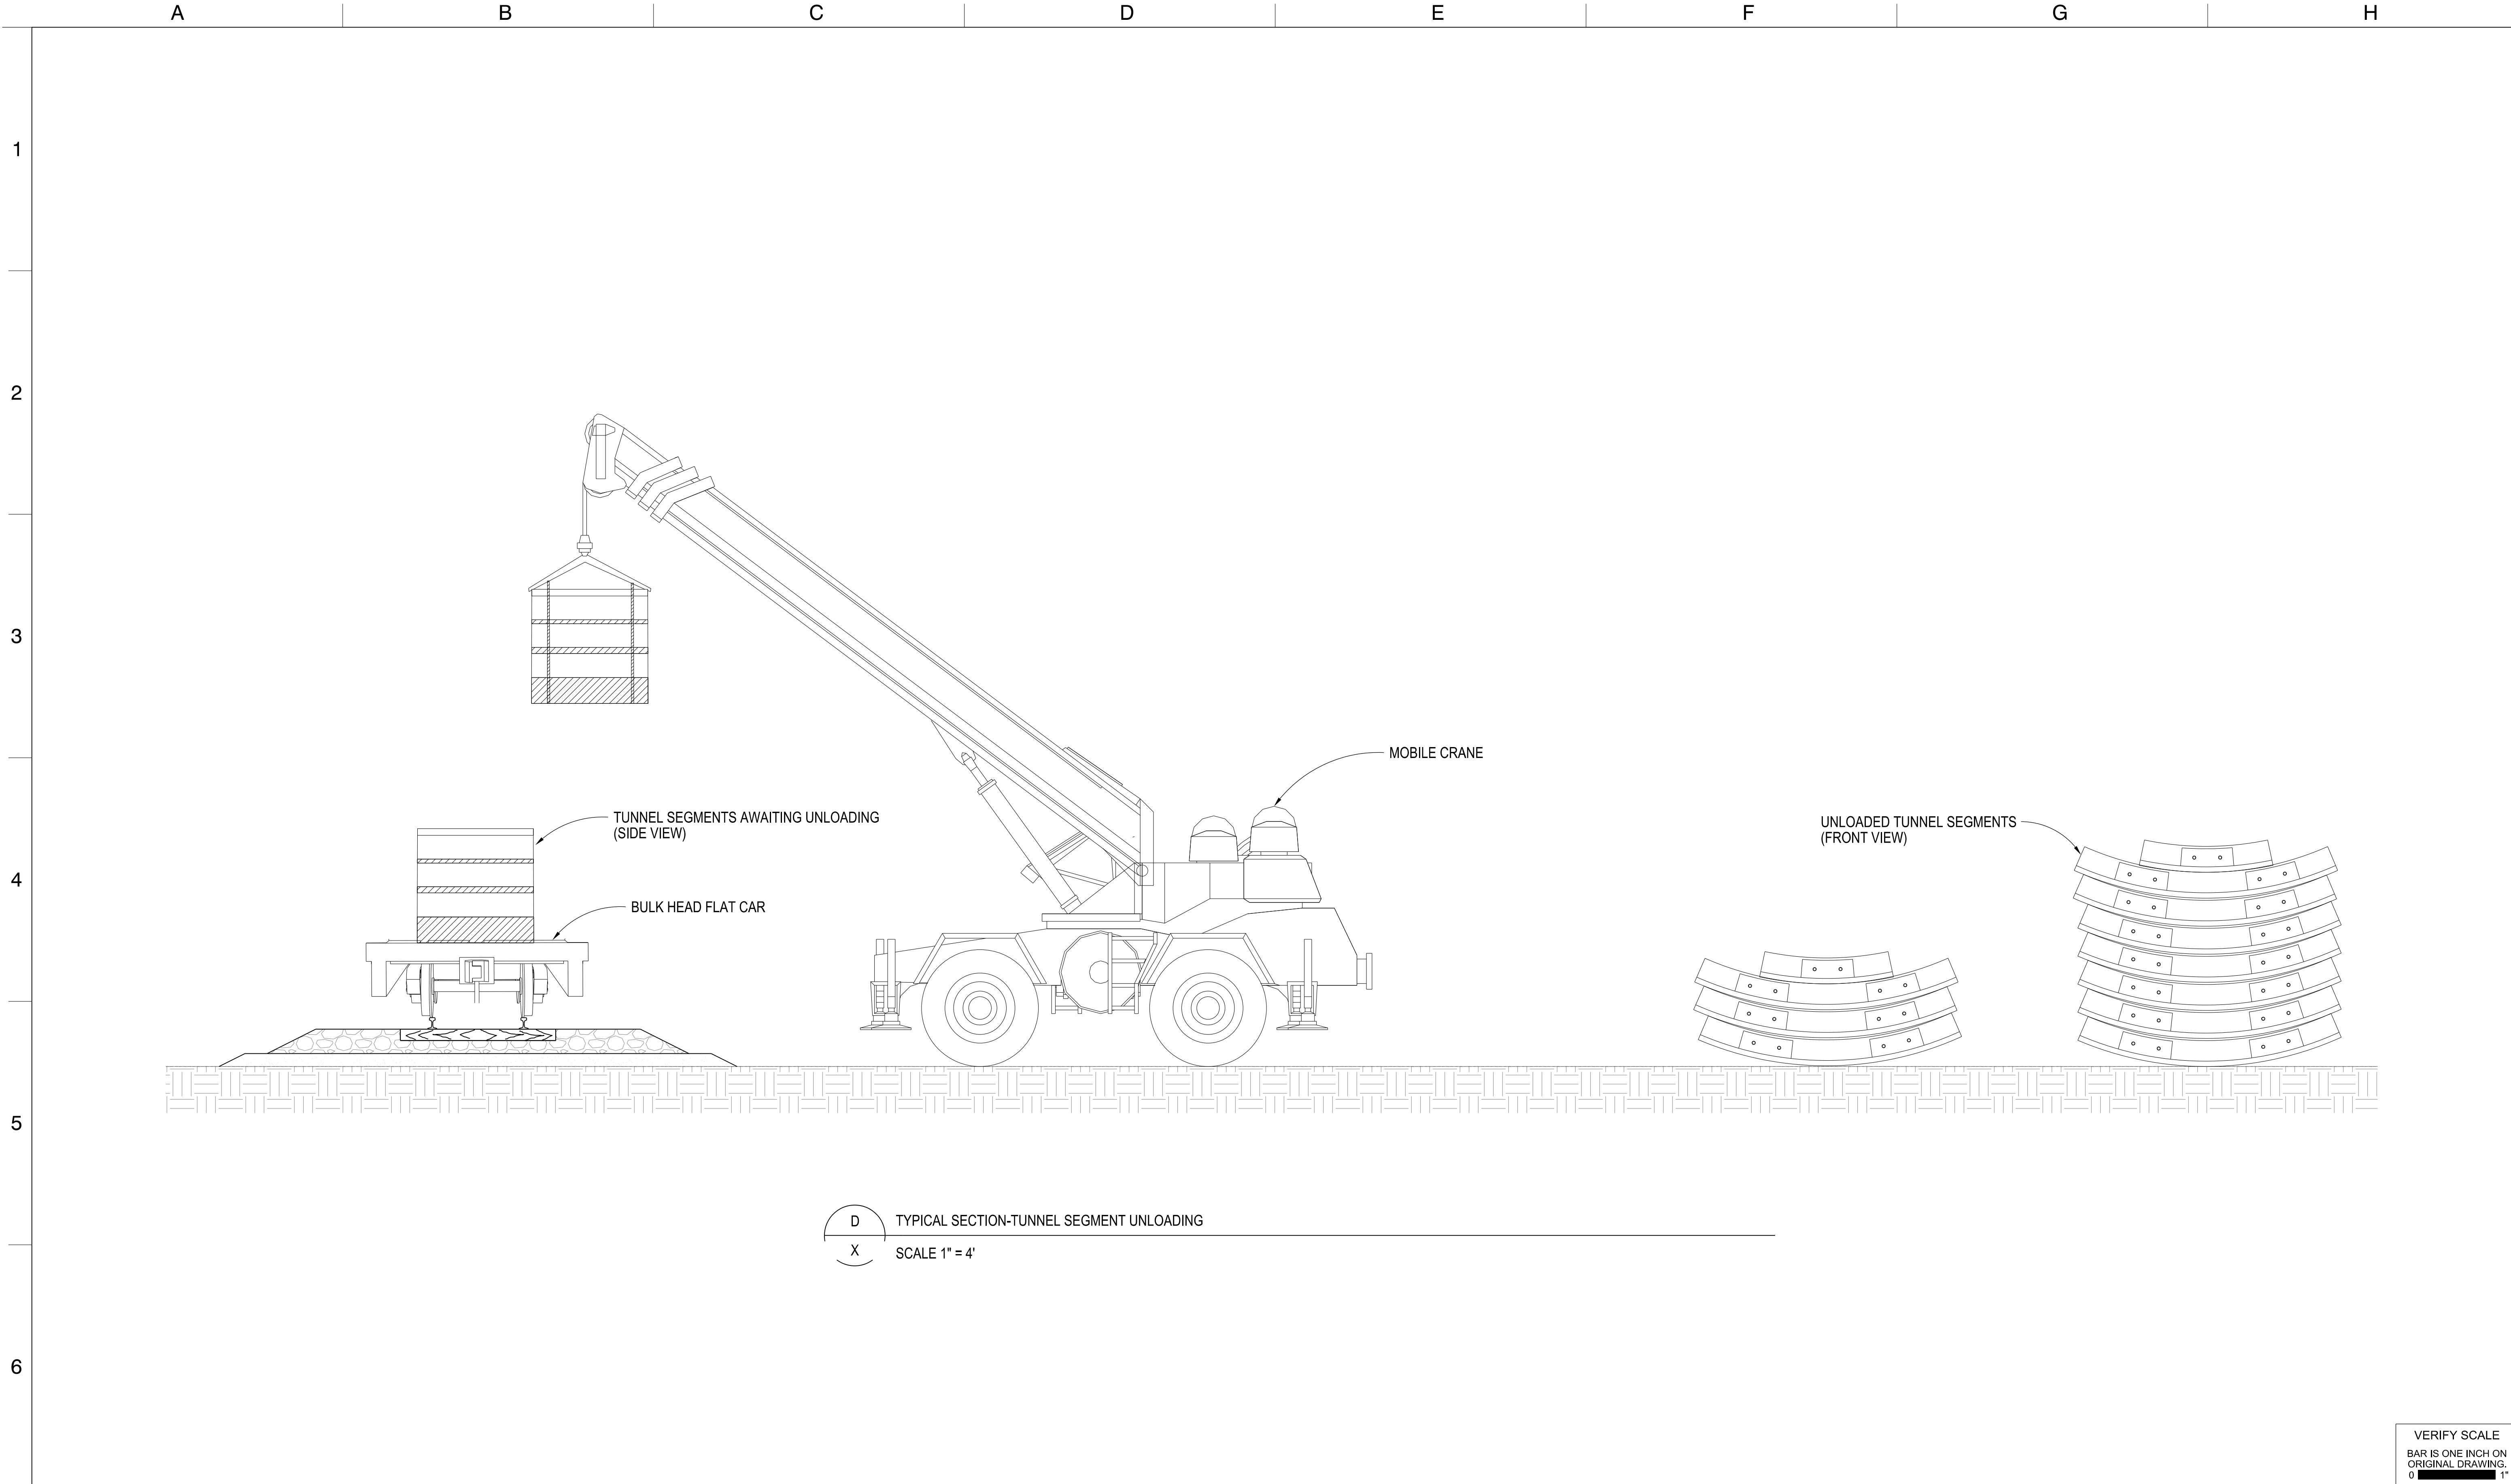 A B C D E F G H
1
2
3
MOBILE CRANE
TUNNEL SEGMENTS AWAITING UNLOADING
(SIDE VIEW)
UNLOADED TUNNEL SEGMENTS
(FRONT VIEW)
4
BULK HEAD FLAT CAR
5
D
TYPICAL SECTION-TUNNEL SEGMENT UNLOADING
X
SCALE 1" = 4'
6
VERIFY SCALE
BAR IS ONE INCH ON
ORIGINAL DRAWING.
0 1"